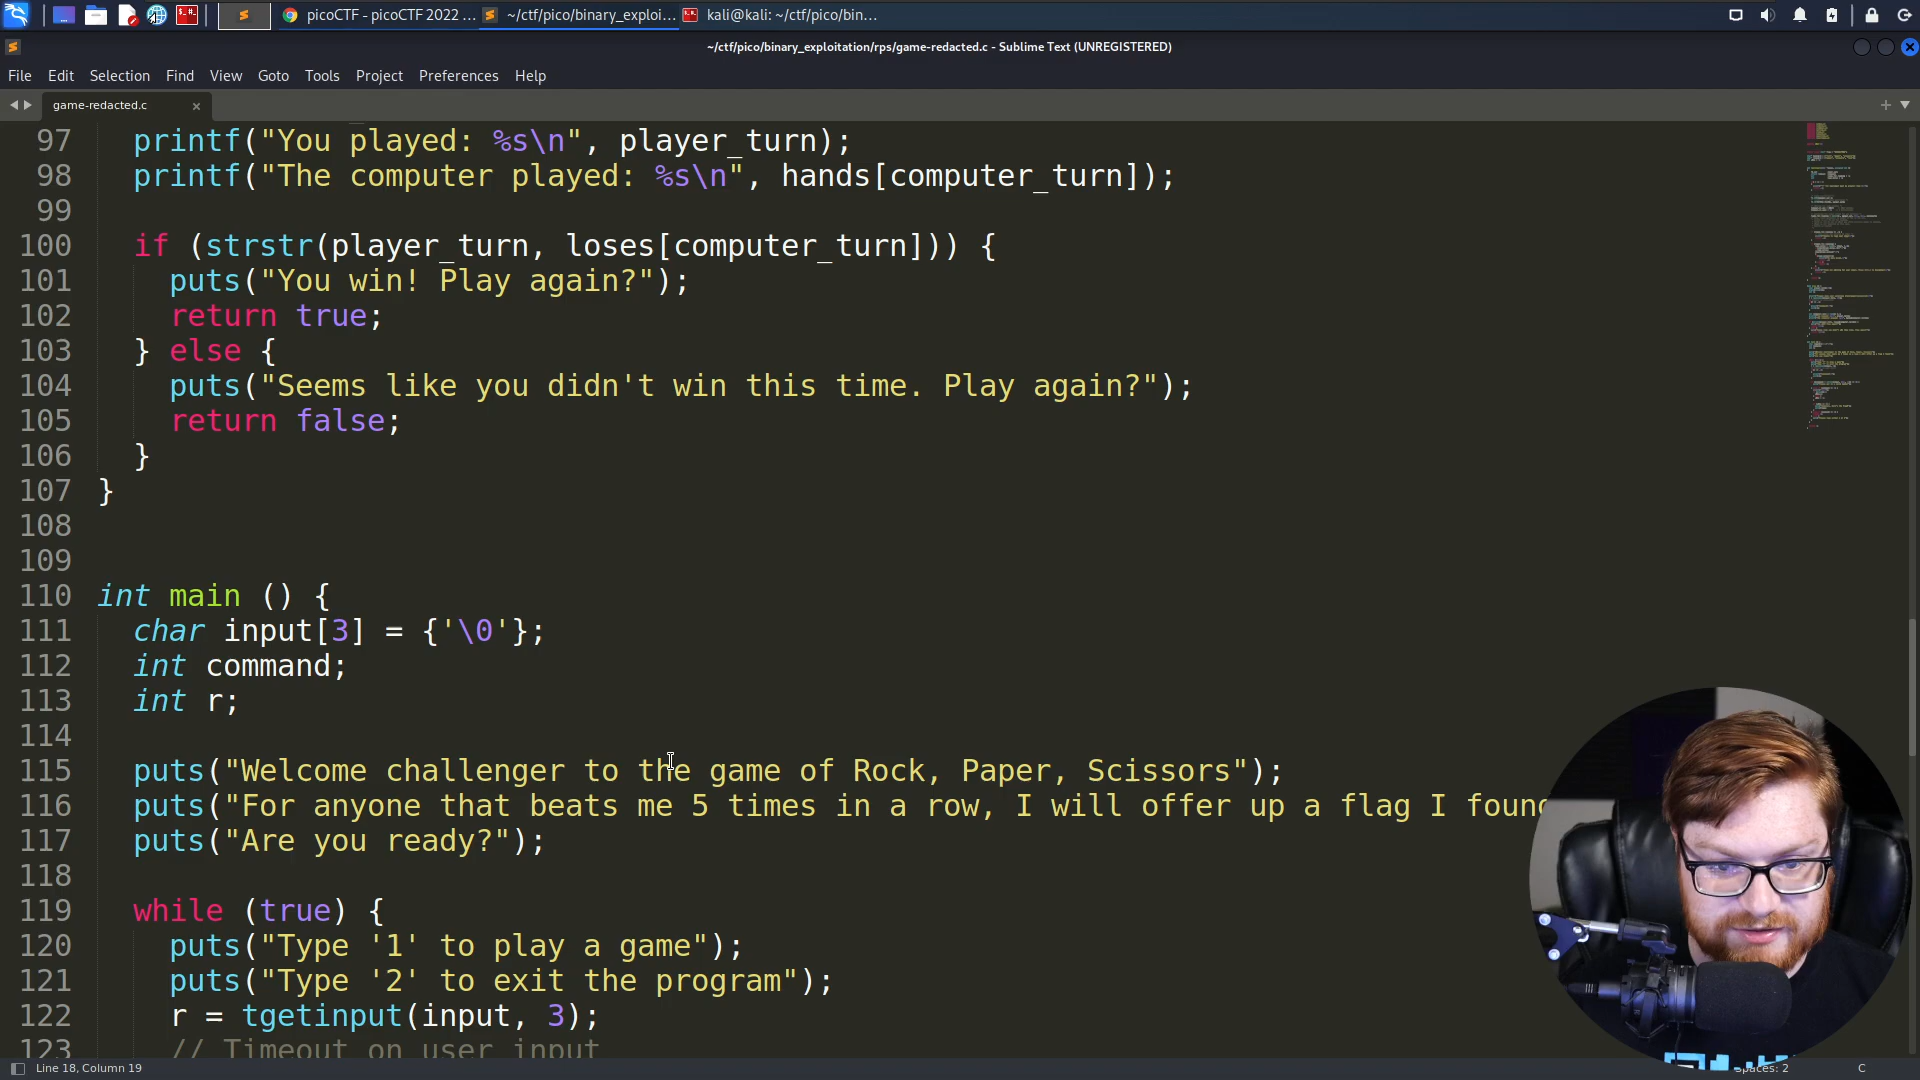 picoCTF - picoCTF 2022 ...
~/ctf/pico/binary_exploi...
kali@kali: ~/ctf/pico/bin...
~/ctf/pico/binary_exploitation/rps/game-redacted.c - Sublime Text (UNREGISTERED)
File Edit Selection Find View Goto Tools Project Preferences Help
game-redacted.c
97 printf("You played: %s\n", player_turn);
98 printf("The computer played: %s\n", hands[computer_turn]);
99
100 if (strstr(player_turn, loses[computer_turn])) {
101 puts("You win! Play again?");
102 return true;
103 } else {
104 puts("Seems like you didn't win this time. Play again?");
105 return false;
106 }
107 }
108
109
110 int main () {
111 char input[3] = {'\0'};
112 int command;
113 int r;
114
115 puts("Welcome challenger to the game of Rock, Paper, Scissors");
116 puts("For anyone that beats me 5 times in a row, I will offer up a flag I found
117 puts("Are you ready?");
118
119 while (true) {
120 puts("Type '1' to play a game");
121 puts("Type '2' to exit the program");
122 r = tgetinput(input, 3);
123 // Timeout on user input
Line 18, Column 19
Spaces: 2
C